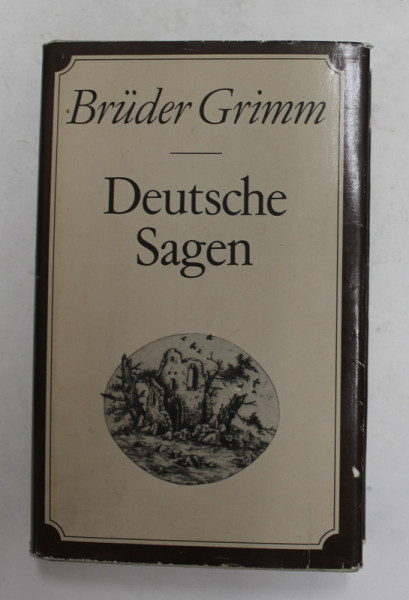 Brüder Grimm
Deutsche
Sagen